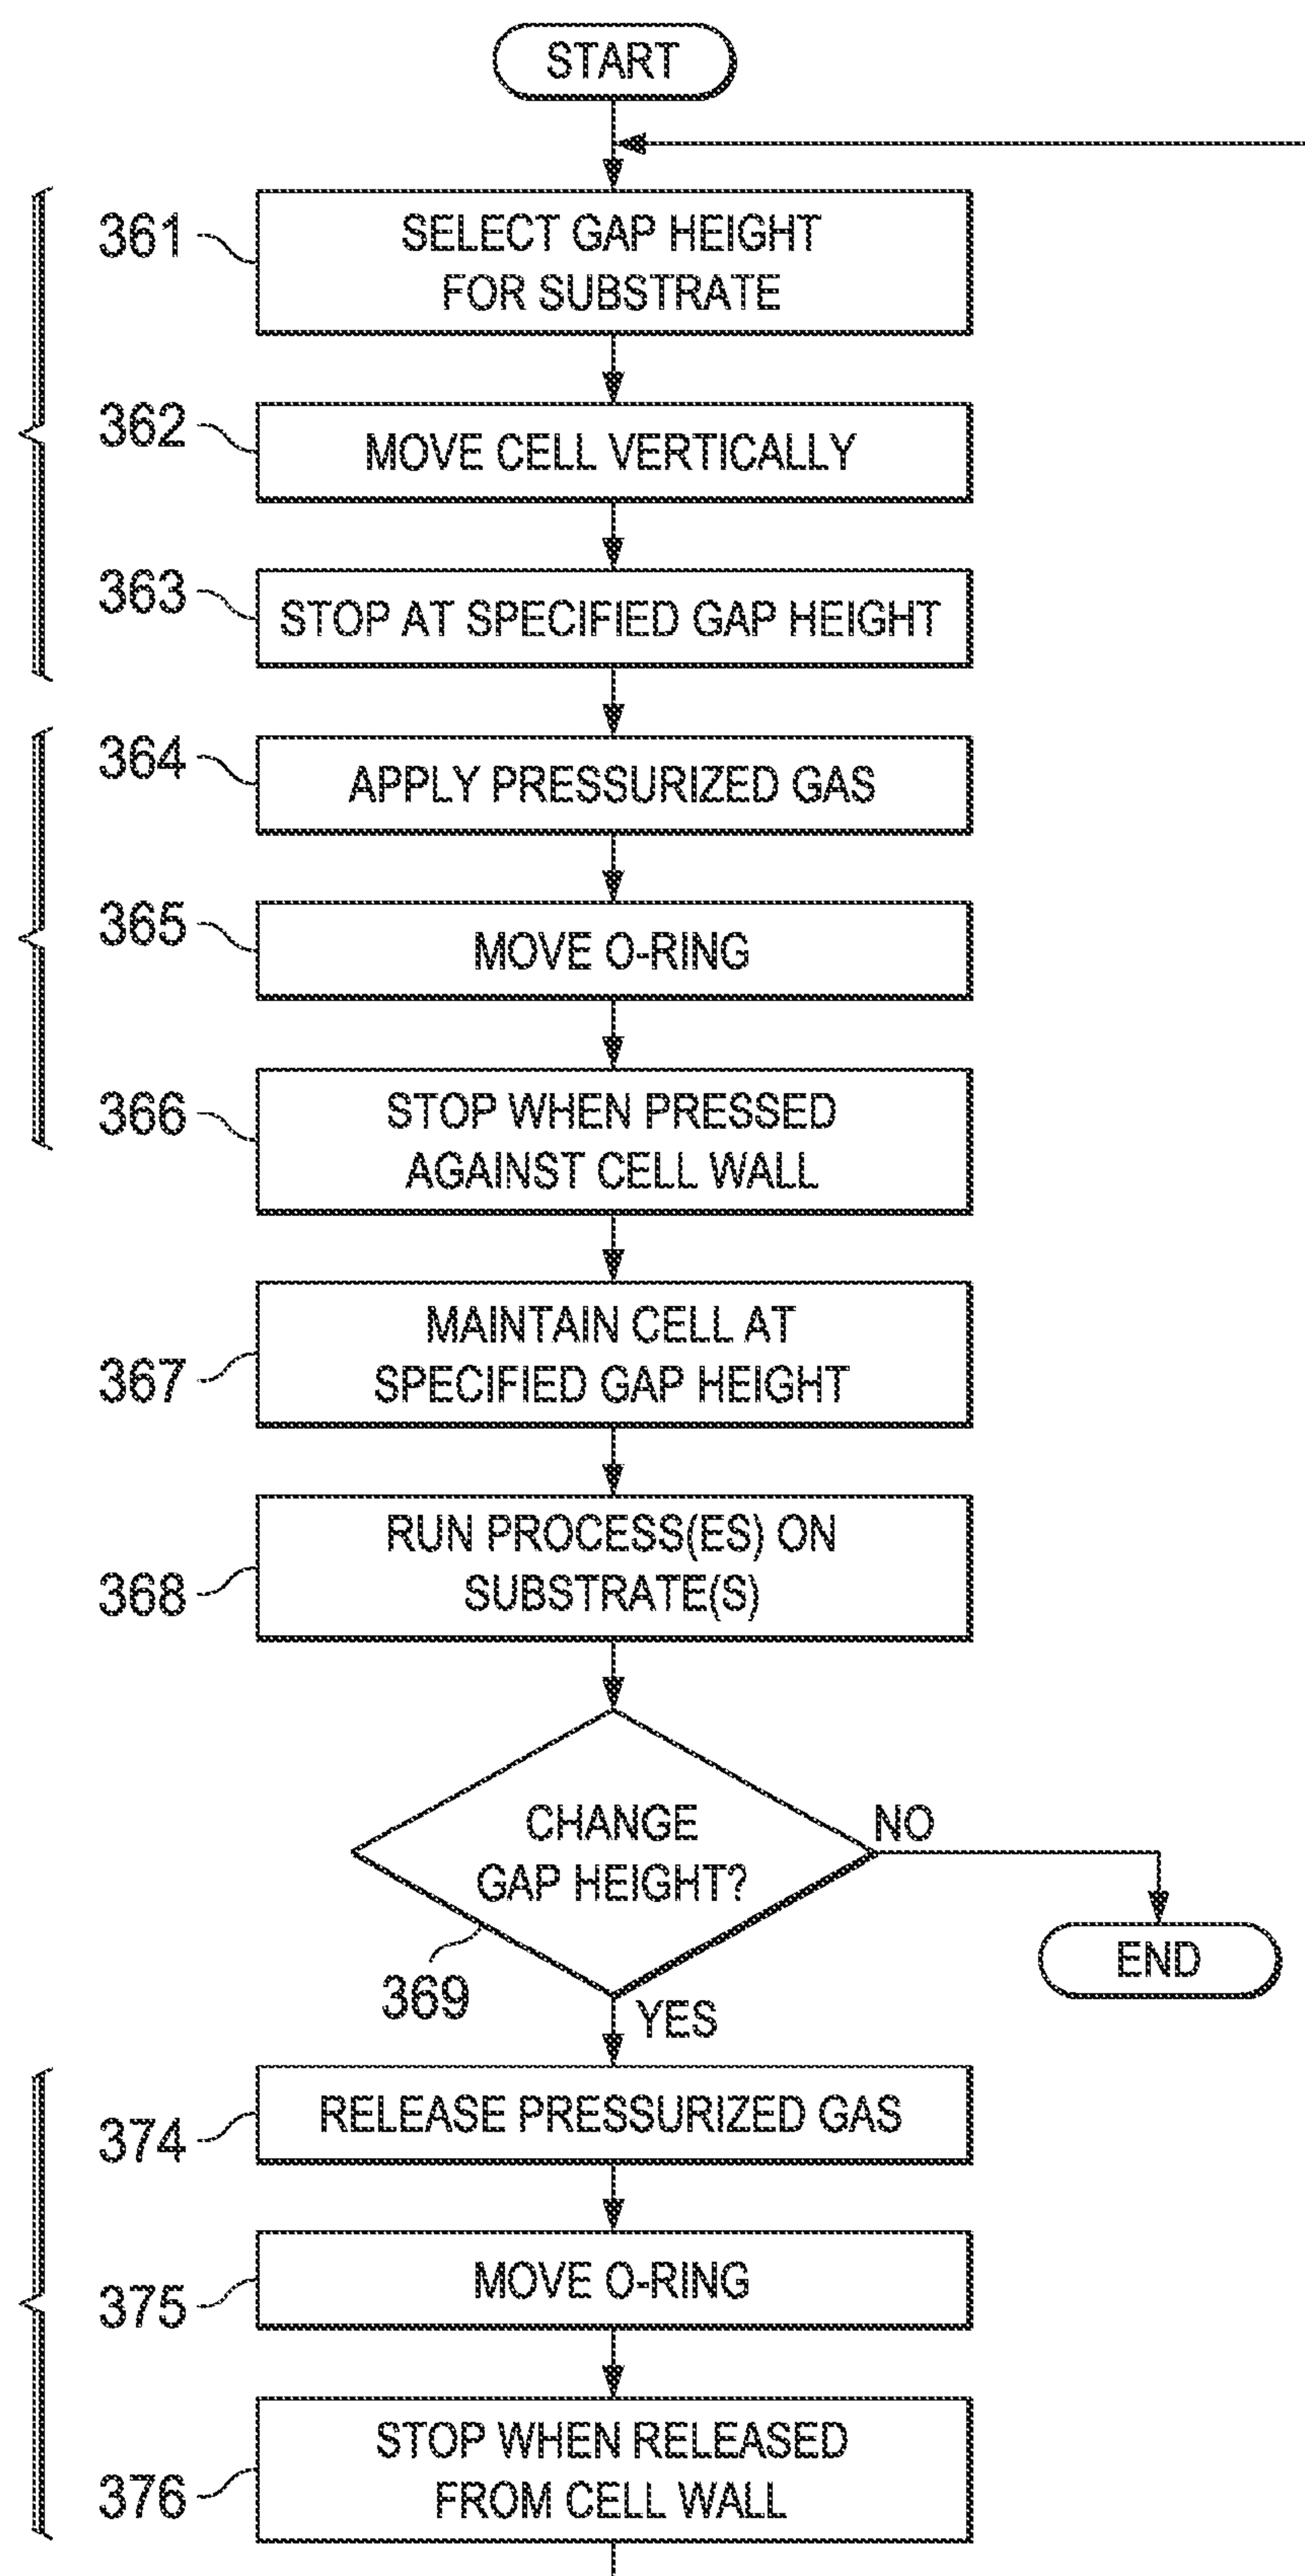 START
361
SELECT GAP HEIGHT
FOR SUBSTRATE
362
MOVE CELL VERTICALLY
363
STOP AT SPECIFIED GAP HEIGHT
364
APPLY PRESSURIZED GAS
365
MOVE O-RING
366
STOP WHEN PRESSED
AGAINST CELL WALL
367
MAINTAIN CELL AT
SPECIFIED GAP HEIGHT
368
RUN PROCESS(ES) ON
SUBSTRATE(S)
CHANGE
GAP HEIGHT?
NO
END
369
YES
374
RELEASE PRESSURIZED GAS
375
MOVE O-RING
376
STOP WHEN RELEASED
FROM CELL WALL